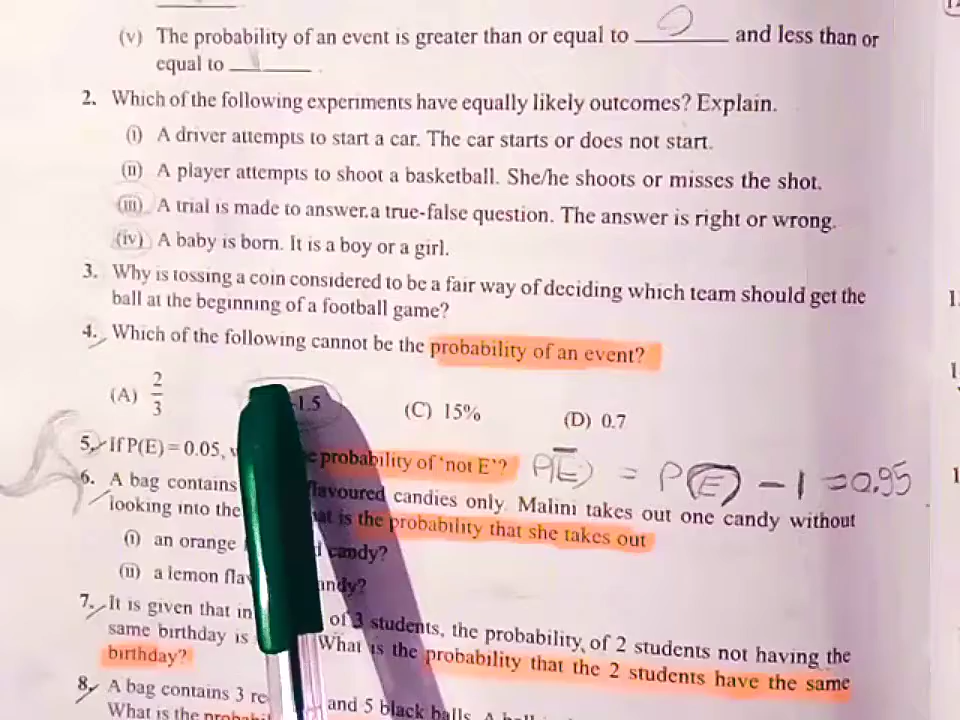 (v) The probability of an event is greater than or equal to 0 and less than or
equal to 1 .
2. Which of the following experiments have equally likely outcomes? Explain.
(i) A driver attempts to start a car. The car starts or does not start.
(ii) A player attempts to shoot a basketball. She/he shoots or misses the shot.
(iii) A trial is made to answer a true-false question. The answer is right or wrong.
(iv) A baby is born. It is a boy or a girl.
3. Why is tossing a coin considered to be a fair way of deciding which team should get the
ball at the beginning of a football game?
4. Which of the following cannot be the probability of an event?
(A) 2/3 -1.5 (C) 15% (D) 0.7
5. If P(E) = 0.05, probability of 'not E'? P(E̅) = P(E) - 1 = 0.95
6. A bag contains flavoured candies only. Malini takes out one candy without
looking into the is the probability that she takes out
(i) an orange candy?
(ii) a lemon
7. It is given that in of 3 students, the probability of 2 students not having the
same birthday is What is the probability that the 2 students have the same
birthday?
8. A bag contains 3 and 5 black balls. A
What is the